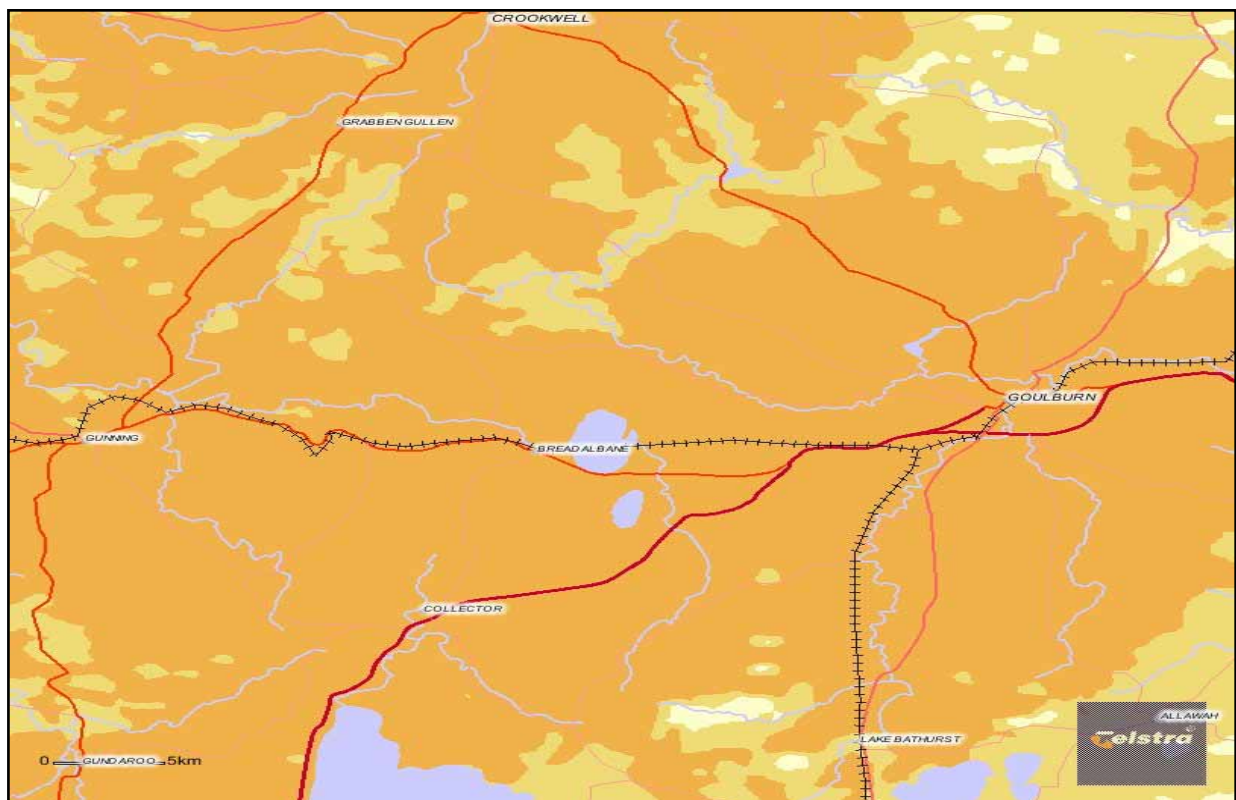 CROOKWELL
GRABBEN GULLEN
GOULBURN
GUNNING
BREADALBANE
COLLECTOR
ALLAWAH
Telstra
LAKE BATHURST
0 GUNDAROO 5km